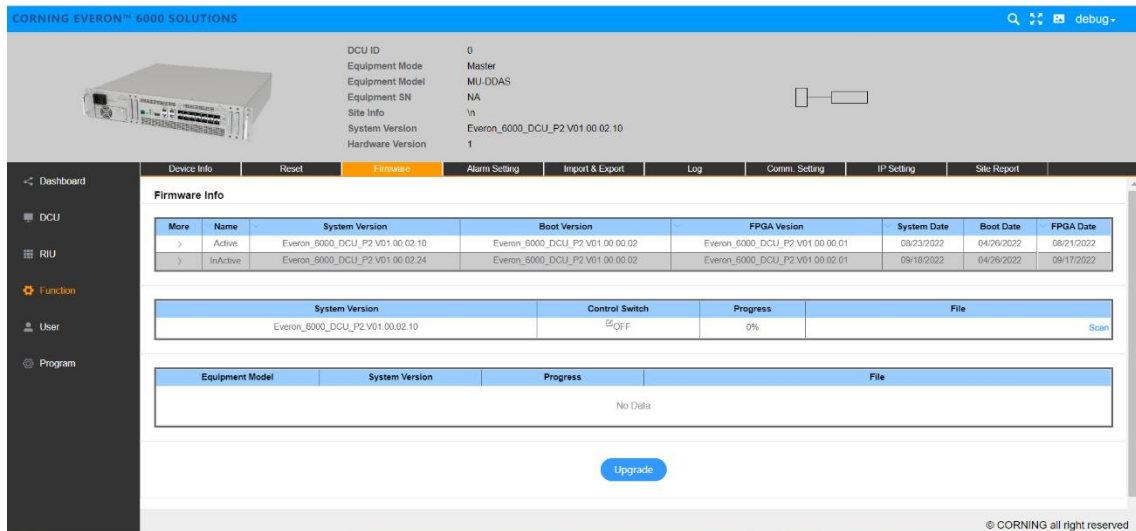 CORNING EVERON™ 6000 SOLUTIONS
debug
DCU ID 0
Equipment Mode Master
Equipment Model MU-DDAS
Equipment SN NA
Site Info \n
System Version Everon_6000_DCU_P2.V01.00.02.10
Hardware Version 1
Device Info Reset Firmware Alarm Setting Import & Export Log Comm. Setting IP Setting Site Report
Dashboard
DCU
RIU
Function
User
Program
Firmware Info
More Name System Version Boot Version FPGA Vesion System Date Boot Date FPGA Date
Active Everon_6000_DCU_P2.V01.00.02.10 Everon_6000_DCU_P2.V01.00.00.02 Everon_6000_DCU_P2.V01.00.00.01 08/23/2022 04/26/2022 08/21/2022
InActive Everon_6000_DCU_P2.V01.00.02.24 Everon_6000_DCU_P2.V01.00.00.02 Everon_6000_DCU_P2.V01.00.02.01 09/18/2022 04/26/2022 09/17/2022
System Version Control Switch Progress File
Everon_6000_DCU_P2.V01.00.02.10 OFF 0% Scan
Equipment Model System Version Progress File
No Data
Upgrade
© CORNING all right reserved